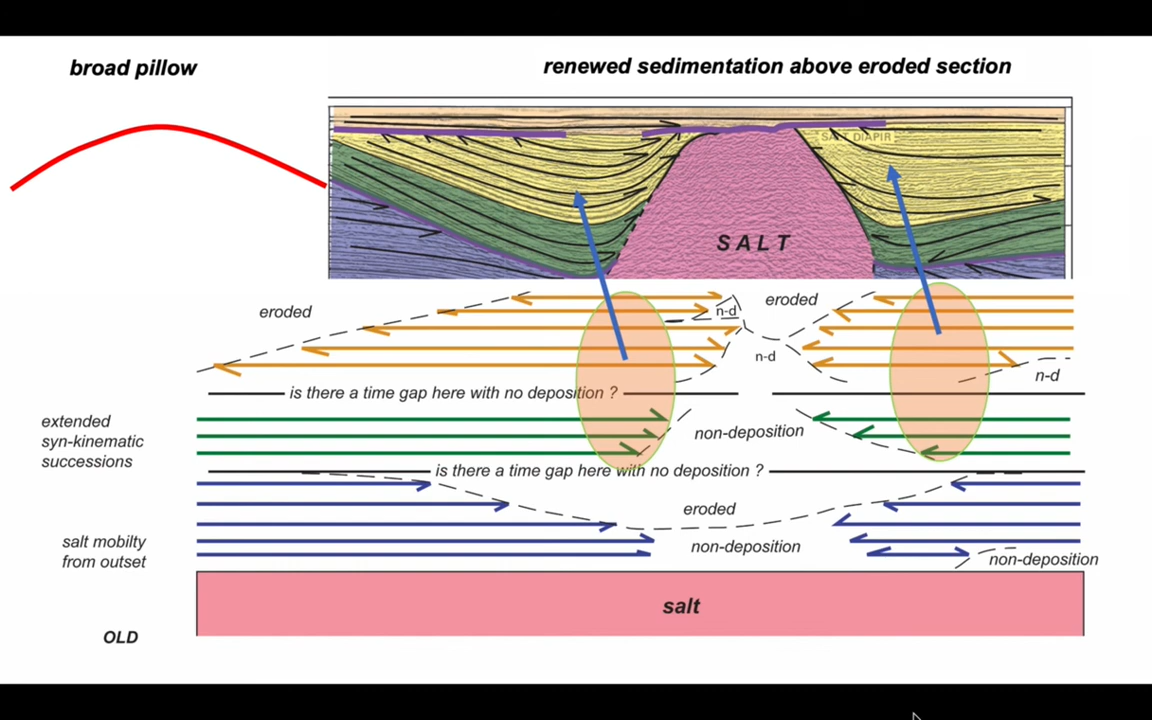 broad pillow
renewed sedimentation above eroded section
SALT DIAPIR
SALT
eroded
n-d
eroded
n-d
n-d
is there a time gap here with no deposition ?
extended
syn-kinematic
successions
non-deposition
is there a time gap here with no deposition ?
eroded
salt mobilty
from outset
non-deposition
non-deposition
salt
OLD